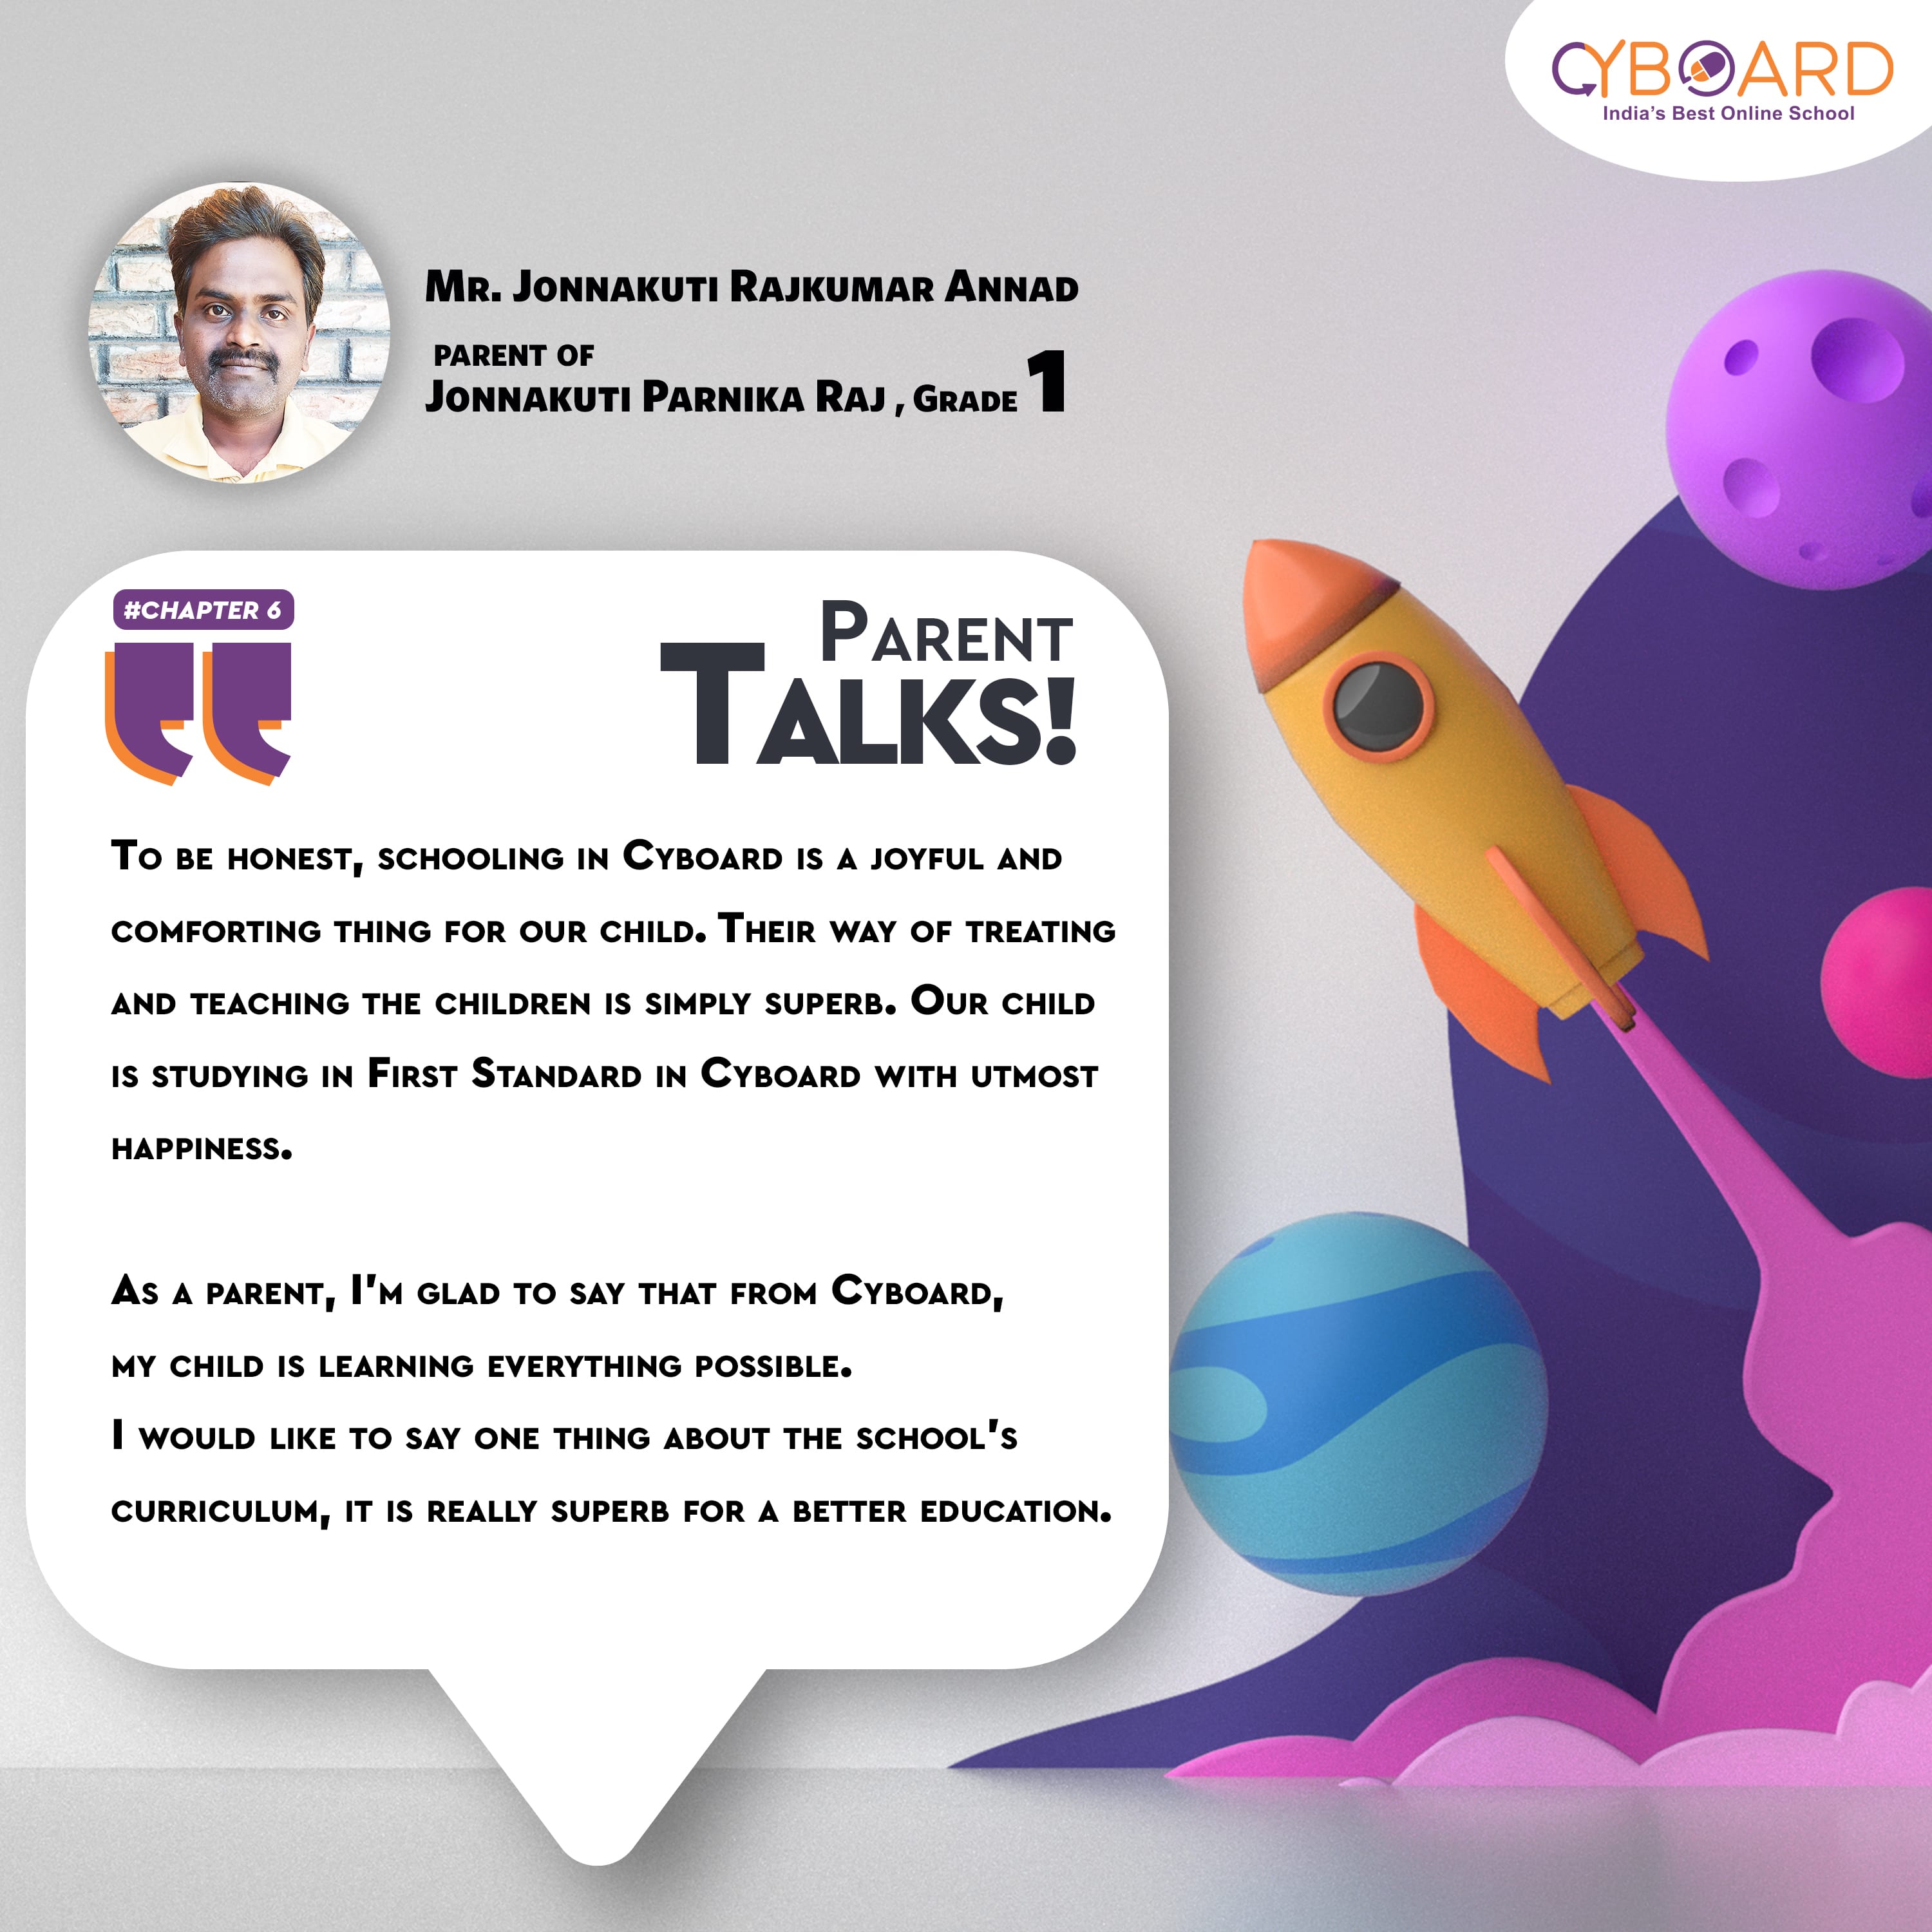 CYBOARD
India's Best Online School
Mr. Jonnakuti Rajkumar Annad
parent of
Jonnakuti Parnika Raj , Grade 1
#CHAPTER 6
Parent
Talks!
To be honest, schooling in Cyboard is a joyful and
comforting thing for our child. Their way of treating
and teaching the children is simply superb. Our child
is studying in First Standard in Cyboard with utmost
happiness.
As a parent, I'm glad to say that from Cyboard,
my child is learning everything possible.
I would like to say one thing about the school's
curriculum, it is really superb for a better education.